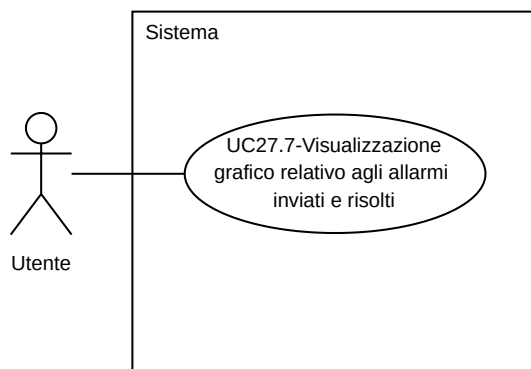 Sistema
UC27.7-Visualizzazione
grafico relativo agli allarmi
inviati e risolti
Utente